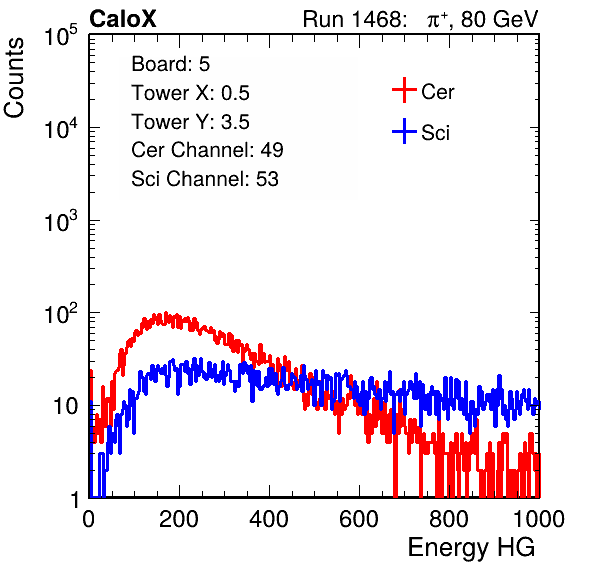 CaloX Run 1468: π⁺, 80 GeV
Counts
10⁵
10⁴
10³
10²
10
1
Board: 5
Tower X: 0.5
Tower Y: 3.5
Cer Channel: 49
Sci Channel: 53
Cer
Sci
0 200 400 600 800 1000
Energy HG